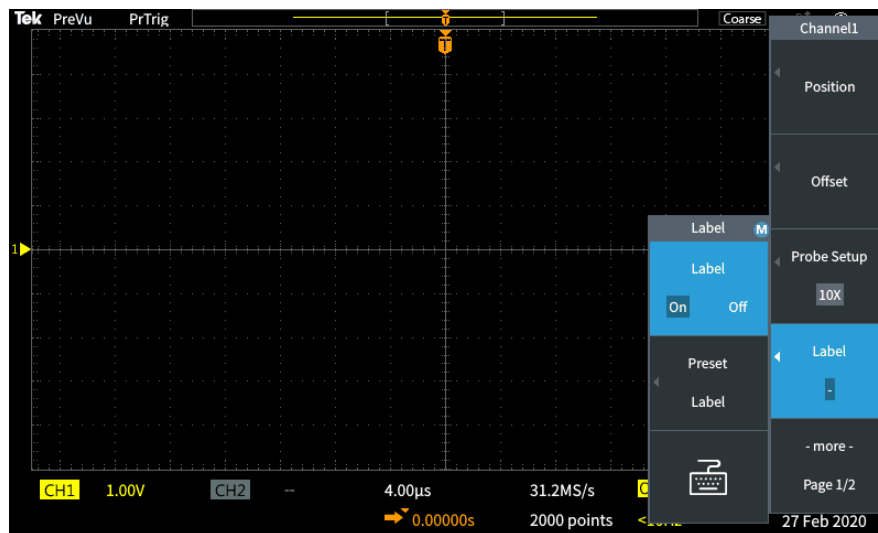 Tek PreVu PrTrig
T
Coarse
T
Channel1
Position
Offset
1
Label M
Label
On Off
Preset
Label
Probe Setup
10X
Label
-
- more -
Page 1/2
CH1 1.00V CH2 -- 4.00µs 31.2MS/s
0.00000s 2000 points
27 Feb 2020